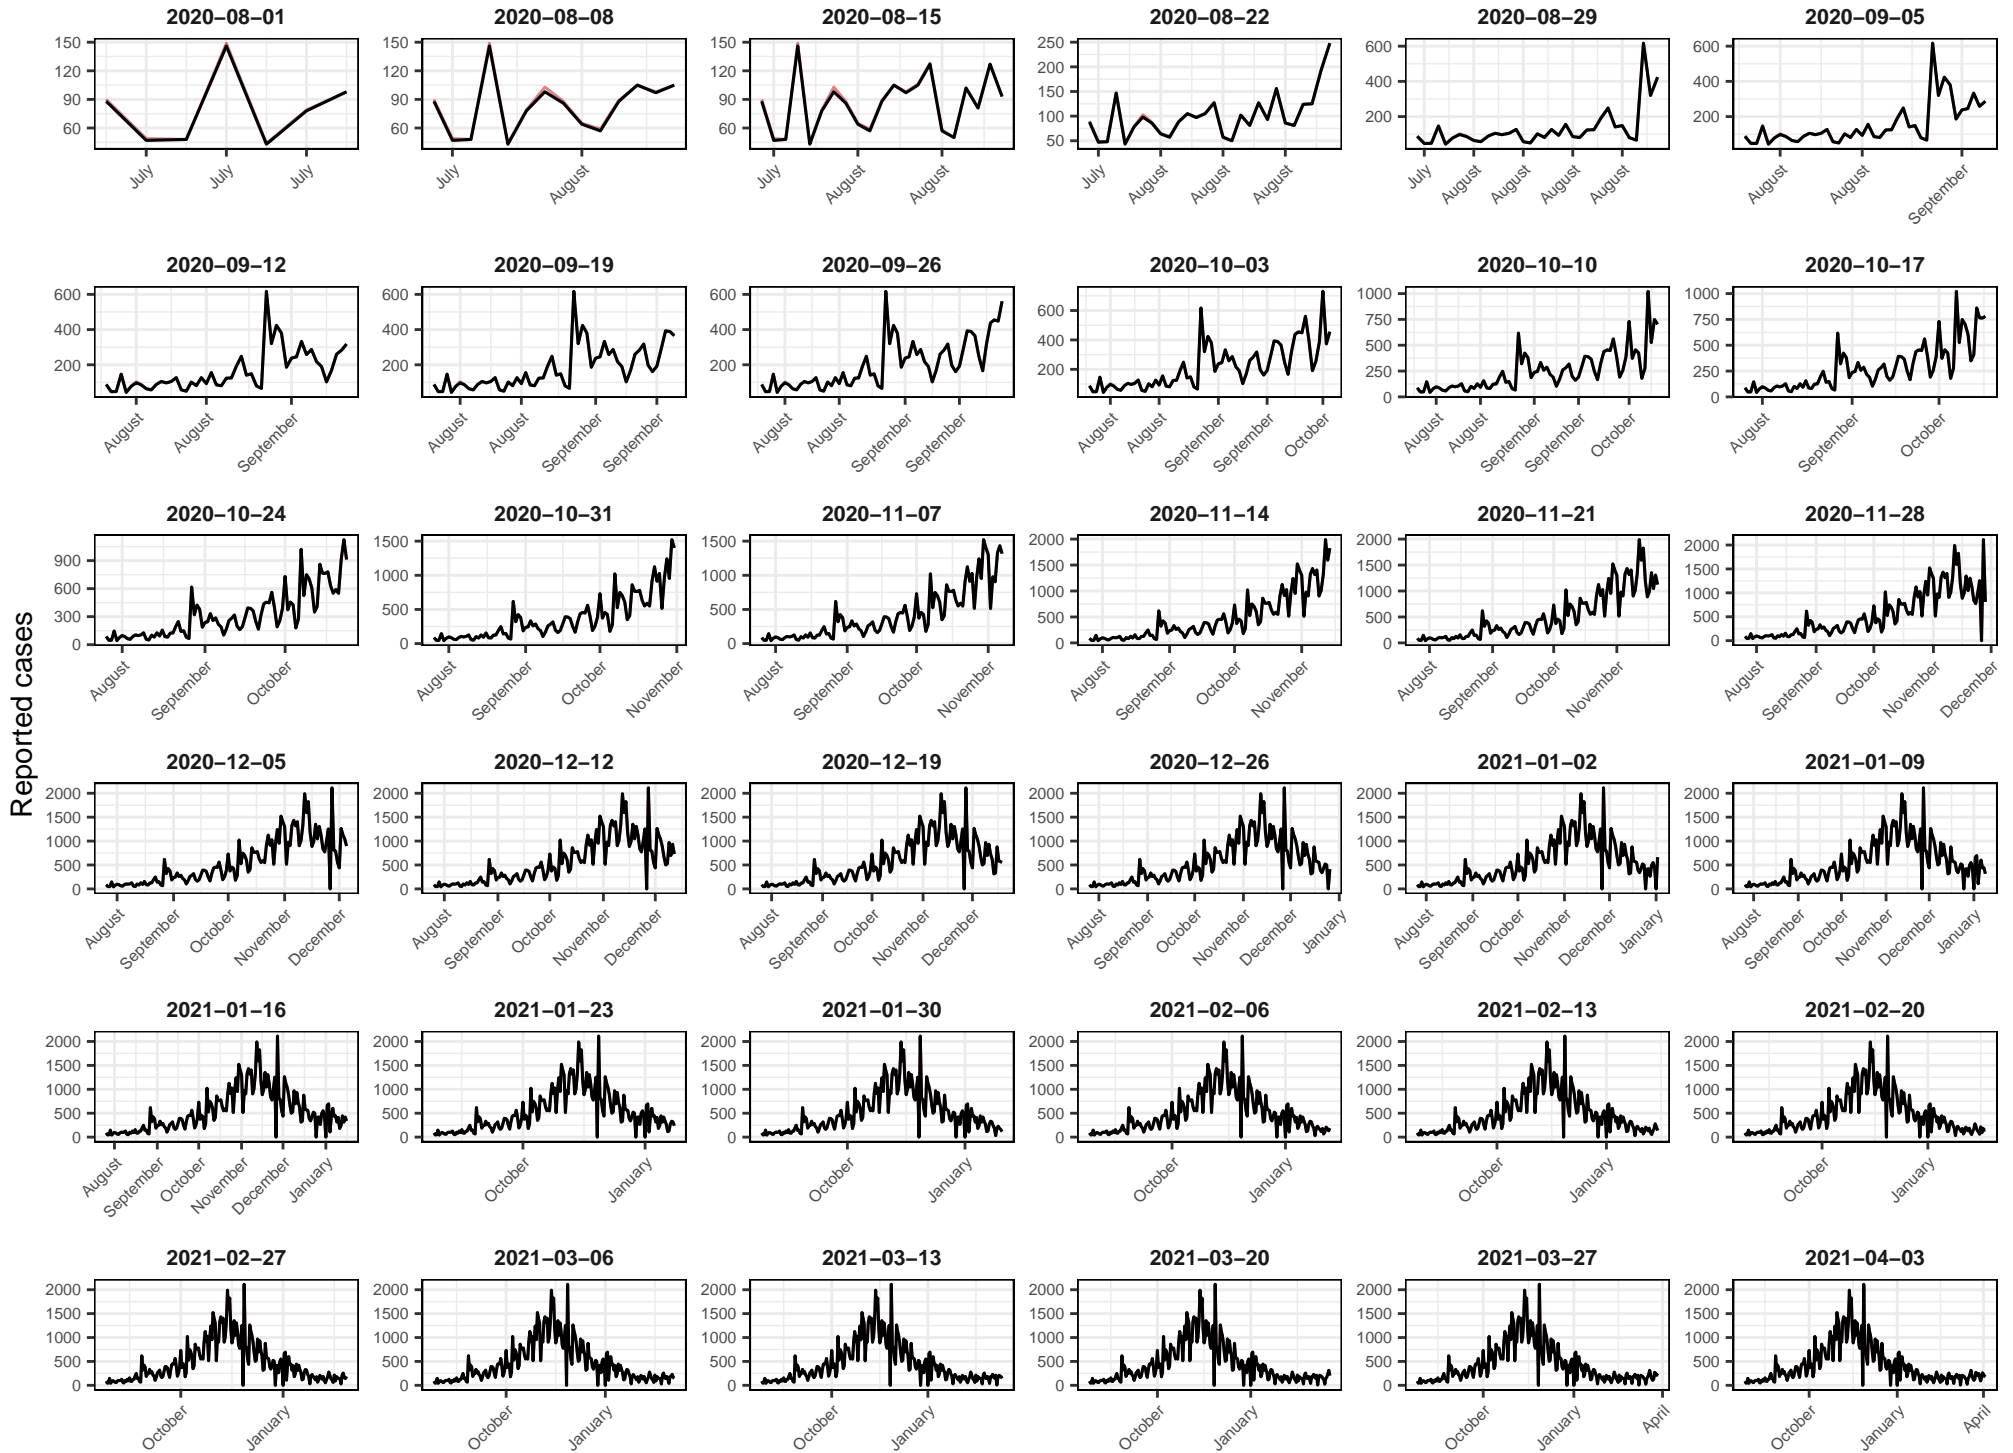 2020−08−01 2020−08−08 2020−08−15 2020−08−22 2020−08−29 2020−09−05
150 120 90 60
150 120 90 60
150 120 90 60
250 200 150 100 50
600 400 200
600 400 200
July July July
July August
July August August
July August August August
July August August August August
August August September
2020−09−12 2020−09−19 2020−09−26 2020−10−03 2020−10−10 2020−10−17
600 400 200
600 400 200
600 400 200
600 400 200
1000 750 500 250 0
1000 750 500 250 0
August August September
August August September September
August August September September
August August September September October
August August September September October
August September October
Reported cases
2020−10−24 2020−10−31 2020−11−07 2020−11−14 2020−11−21 2020−11−28
900 600 300 0
1500 1000 500 0
1500 1000 500 0
2000 1500 1000 500 0
2000 1500 1000 500 0
2000 1500 1000 500 0
August September October
August September October November
August September October November
August September October November
August September October November
August September October November December
2020−12−05 2020−12−12 2020−12−19 2020−12−26 2021−01−02 2021−01−09
2000 1500 1000 500 0
2000 1500 1000 500 0
2000 1500 1000 500 0
2000 1500 1000 500 0
2000 1500 1000 500 0
2000 1500 1000 500 0
August September October November December
August September October November December
August September October November December
August September October November December January
August September October November December January
August September October November December January
2021−01−16 2021−01−23 2021−01−30 2021−02−06 2021−02−13 2021−02−20
2000 1500 1000 500 0
2000 1500 1000 500 0
2000 1500 1000 500 0
2000 1500 1000 500 0
2000 1500 1000 500 0
2000 1500 1000 500 0
August September October November December January
October January
October January
October January
October January
October January
2021−02−27 2021−03−06 2021−03−13 2021−03−20 2021−03−27 2021−04−03
2000 1500 1000 500 0
2000 1500 1000 500 0
2000 1500 1000 500 0
2000 1500 1000 500 0
2000 1500 1000 500 0
2000 1500 1000 500 0
October January
October January
October January
October January
October January April
October January April